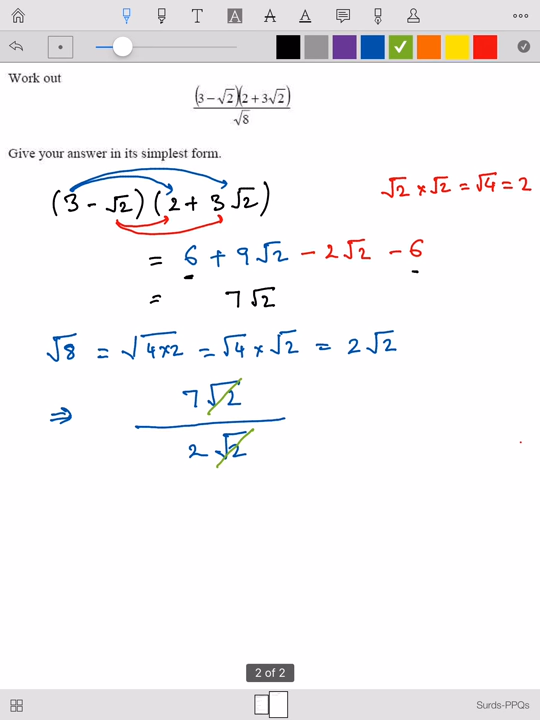 Work out
(3 − √2)(2 + 3√2)
√8
Give your answer in its simplest form.
(3 − √2)(2 + 3√2)
√2 × √2 = √4 = 2
= 6 + 9√2 − 2√2 − 6
= 7√2
√8 = √4×2 = √4 × √2 = 2√2
⇒ 7√2
2√2
2 of 2
Surds-PPQs